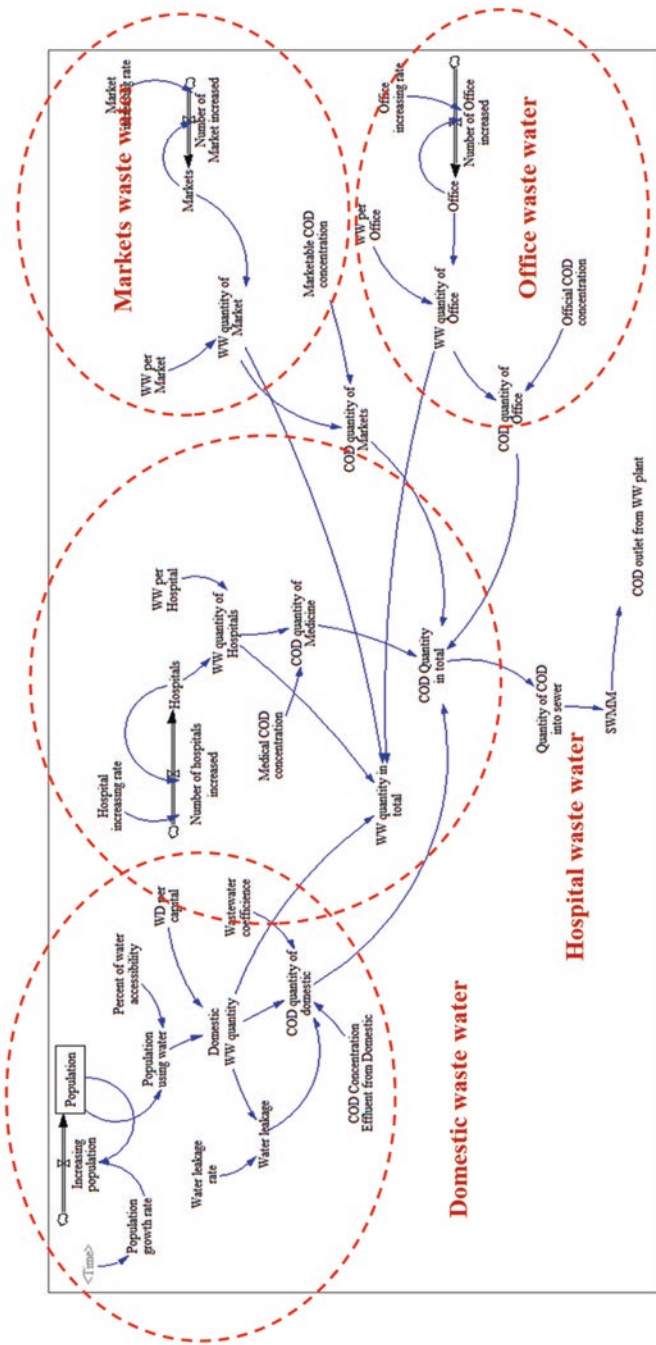 <Time>
Population
growth rate
Increasing
population
Population
Population
using water
Percent of water
accessibility
WD per
capital
Domestic
WW quantity
Water leakage
rate
Water leakage
Wastewater
coefficience
COD quantity of
domestic
COD Concentration
Effluent from Domestic
Domestic waste water
Hospital
increasing rate
Number of hospitals
increased
Hospitals
WW per
Hospital
WW quantity of
Hospitals
Medical COD
concentration
COD quantity of
Medicine
WW quantity in
total
COD Quantity
in total
Quantity of COD
into sewer
SWMM
COD outlet from WW plant
Hospital waste water
Markets waste water
Market
increasing rate
Number of
Market increased
Markets
WW per
Market
WW quantity of
Market
Marketable COD
concentration
COD quantity of
Markets
Office
increasing rate
Number of Office
increased
Office
WW per
Office
WW quantity of
Office
Official COD
concentration
COD quantity of
Office
Office waste water